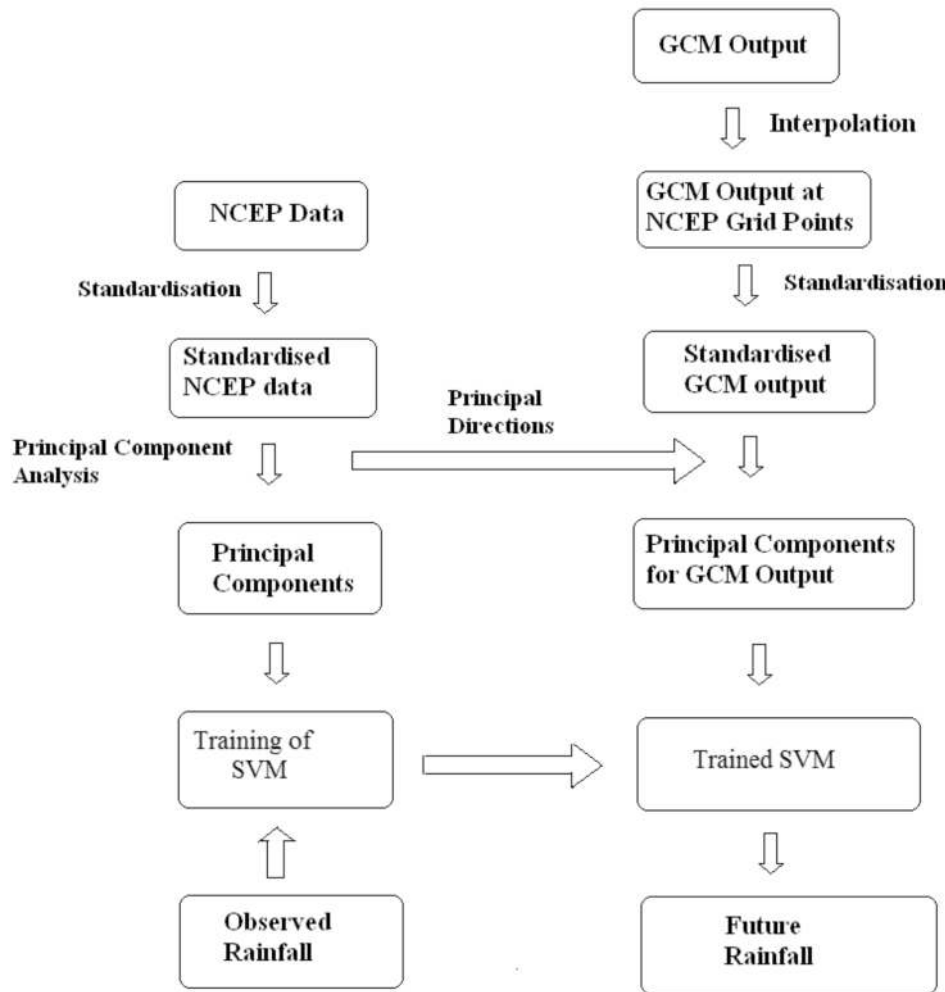 GCM Output
Interpolation
GCM Output at
NCEP Grid Points
NCEP Data
Standardisation
Standardisation
Standardised
NCEP data
Standardised
GCM output
Principal
Directions
Principal Component
Analysis
Principal
Components
Principal Components
for GCM Output
Training of
SVM
Trained SVM
Observed
Rainfall
Future
Rainfall